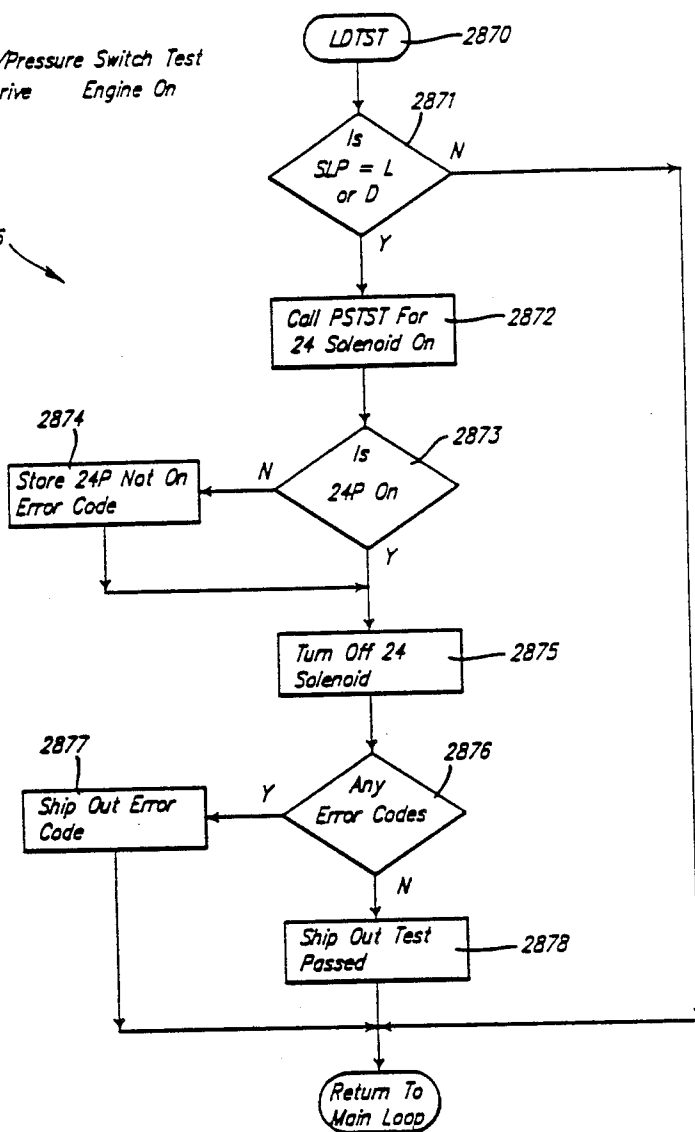 LDTST
2870
/Pressure Switch Test
Engine On
2871
Is
SLP = L
or D
N
Y
Call PSTST For
24 Solenoid On
2872
2874
Store 24P Not On
Error Code
N
Is
24P On
2873
Y
Turn Off 24
Solenoid
2875
2877
Ship Out Error
Code
Y
Any
Error Codes
2876
N
Ship Out Test
Passed
2878
Return To
Main Loop